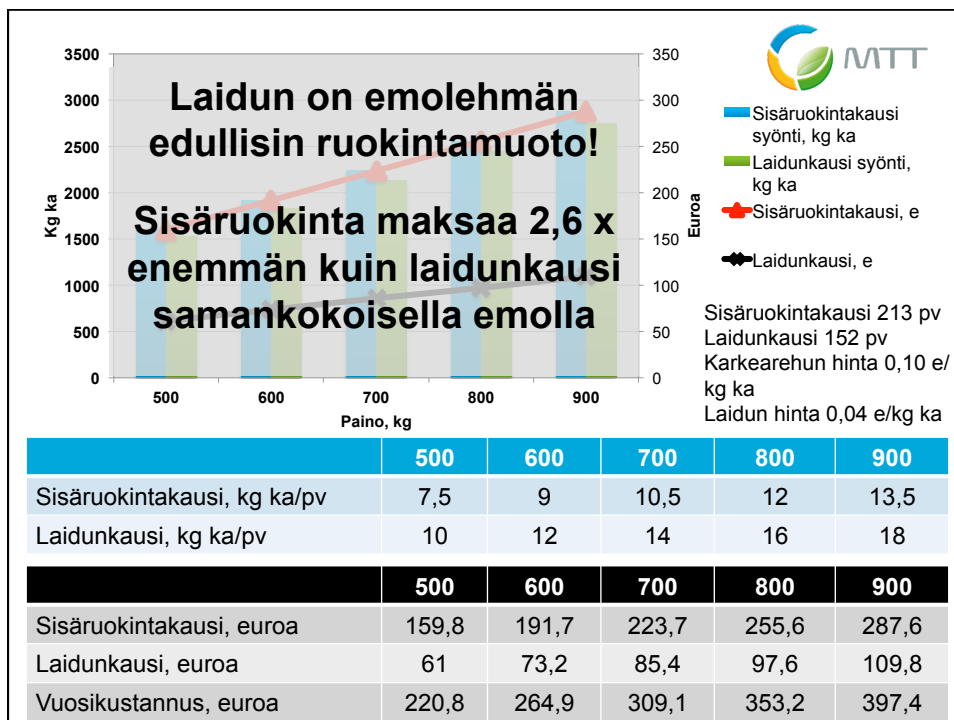 3500
3000
2500
2000
1500
1000
500
0
Kg ka
350
300
250
200
150
100
50
0
Euroa
500 600 700 800 900
Paino, kg
Laidun on emolehmän
edullisin ruokintamuoto!
Sisäruokinta maksaa 2,6 x
enemmän kuin laidunkausi
samankokoisella emolla
MTT
Sisäruokintakausi
syönti, kg ka
Laidunkausi syönti,
kg ka
Sisäruokintakausi, e
Laidunkausi, e
Sisäruokintakausi 213 pv
Laidunkausi 152 pv
Karkearehun hinta 0,10 e/
kg ka
Laidun hinta 0,04 e/kg ka
500 600 700 800 900
Sisäruokintakausi, kg ka/pv 7,5 9 10,5 12 13,5
Laidunkausi, kg ka/pv 10 12 14 16 18
500 600 700 800 900
Sisäruokintakausi, euroa 159,8 191,7 223,7 255,6 287,6
Laidunkausi, euroa 61 73,2 85,4 97,6 109,8
Vuosikustannus, euroa 220,8 264,9 309,1 353,2 397,4